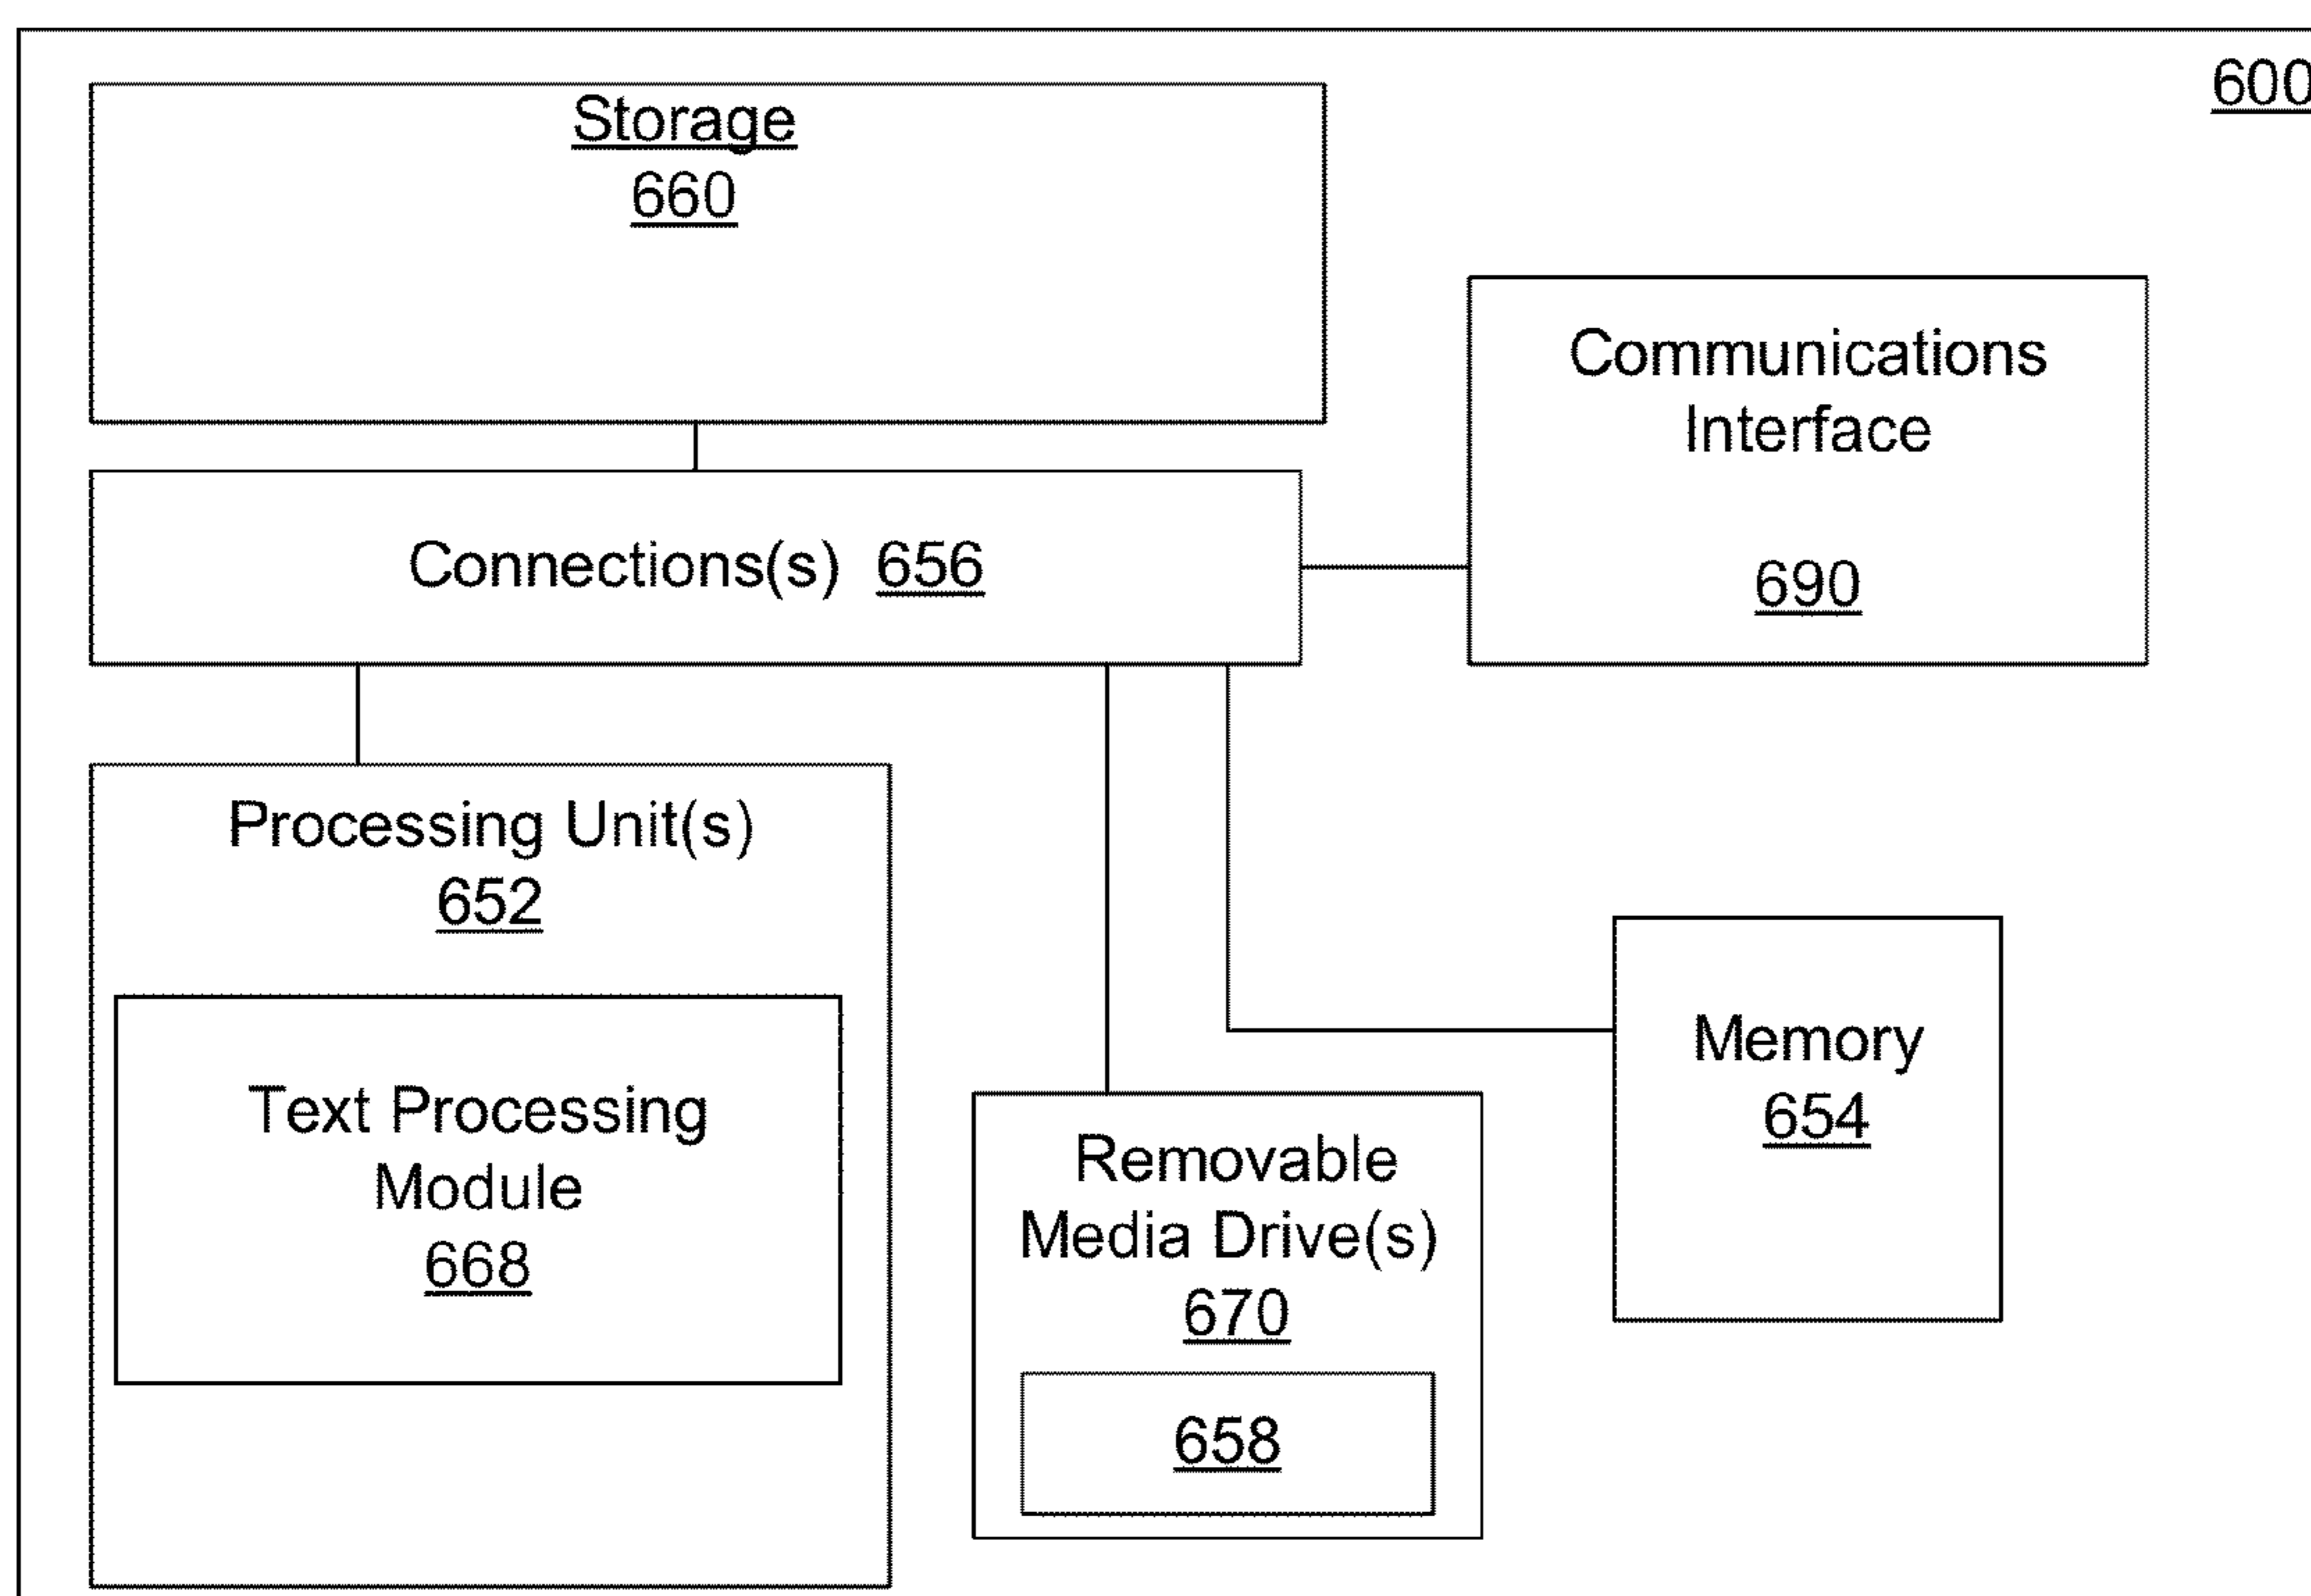 600
Storage
660
Communications
Interface
690
Connections(s) 656
Processing Unit(s)
652
Text Processing
Module
668
Removable
Media Drive(s)
670
658
Memory
654